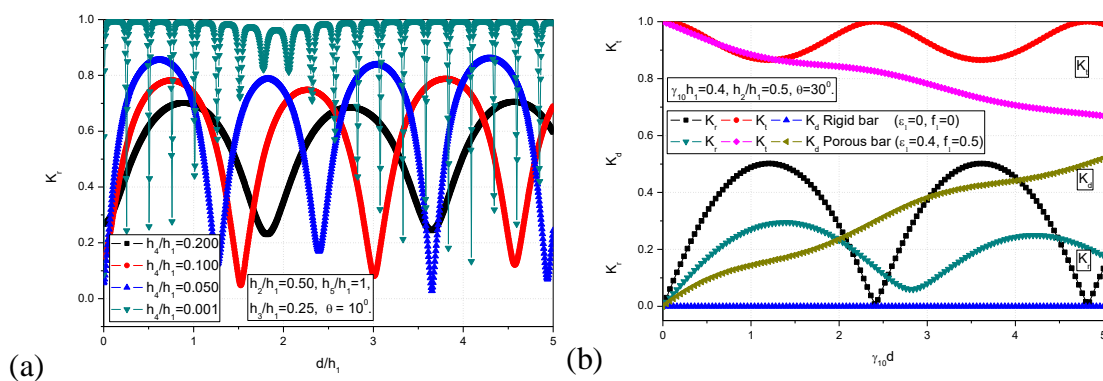 K_r
1.0
0.8
0.6
0.4
0.2
0.0
h_4/h_1=0.200
h_4/h_1=0.100
h_4/h_1=0.050
h_4/h_1=0.001
h_2/h_1=0.50, h_5/h_1=1,
h_3/h_1=0.25, θ = 10^0.
0 1 2 3 4 5
d/h_1
(a)
K_t
K_d
K_r
1.0
0.8
0.6
0.4
0.2
0.0
K_t
γ_10h_1=0.4, h_2/h_1=0.5, θ=30^0.
K_r K_t K_d Rigid bar (ε_1=0, f_1=0)
K_r K_t K_d Porous bar (ε_1=0.4, f_1=0.5)
K_d
K_r
0 1 2 3 4 5
γ_10d
(b)